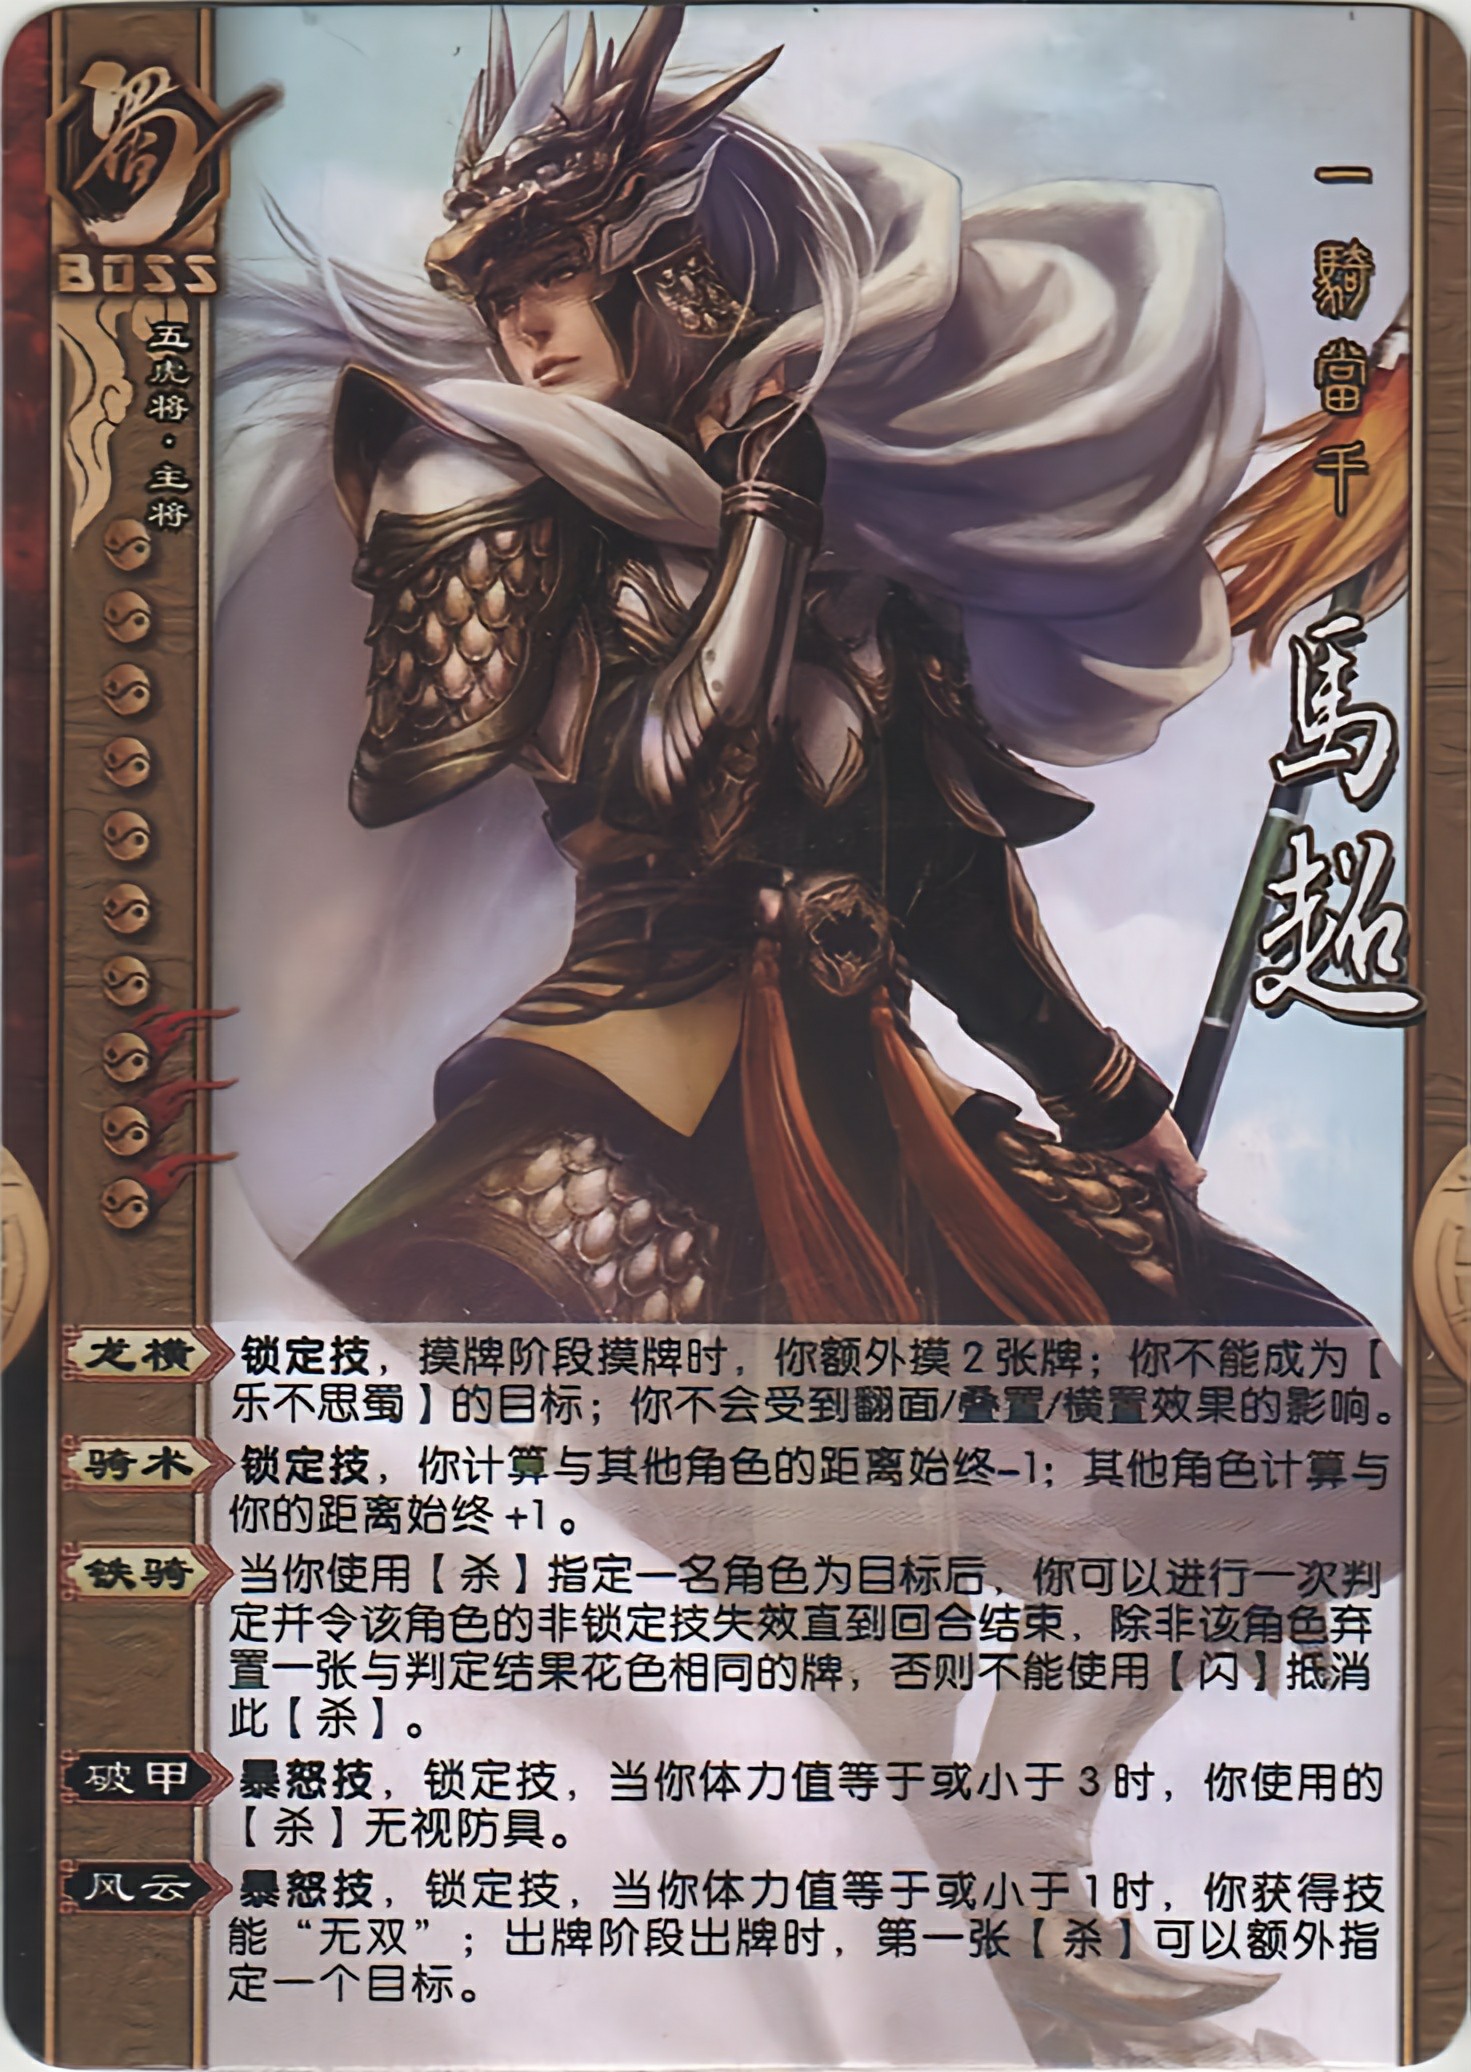 蜀
BOSS
五虎将·主将
一騎當千
馬超
龙横
锁定技，摸牌阶段摸牌时，你额外摸2张牌；你不能成为【
乐不思蜀】的目标；你不会受到翻面/叠置/横置效果的影响。
骑术
锁定技，你计算与其他角色的距离始终-1；其他角色计算与
你的距离始终+1。
铁骑
当你使用【杀】指定一名角色为目标后，你可以进行一次判
定并令该角色的非锁定技失效直到回合结束，除非该角色弃
置一张与判定结果花色相同的牌，否则不能使用【闪】抵消
此【杀】。
破甲
暴怒技，锁定技，当你体力值等于或小于3时，你使用的
【杀】无视防具。
风云
暴怒技，锁定技，当你体力值等于或小于1时，你获得技
能“无双”；出牌阶段出牌时，第一张【杀】可以额外指
定一个目标。